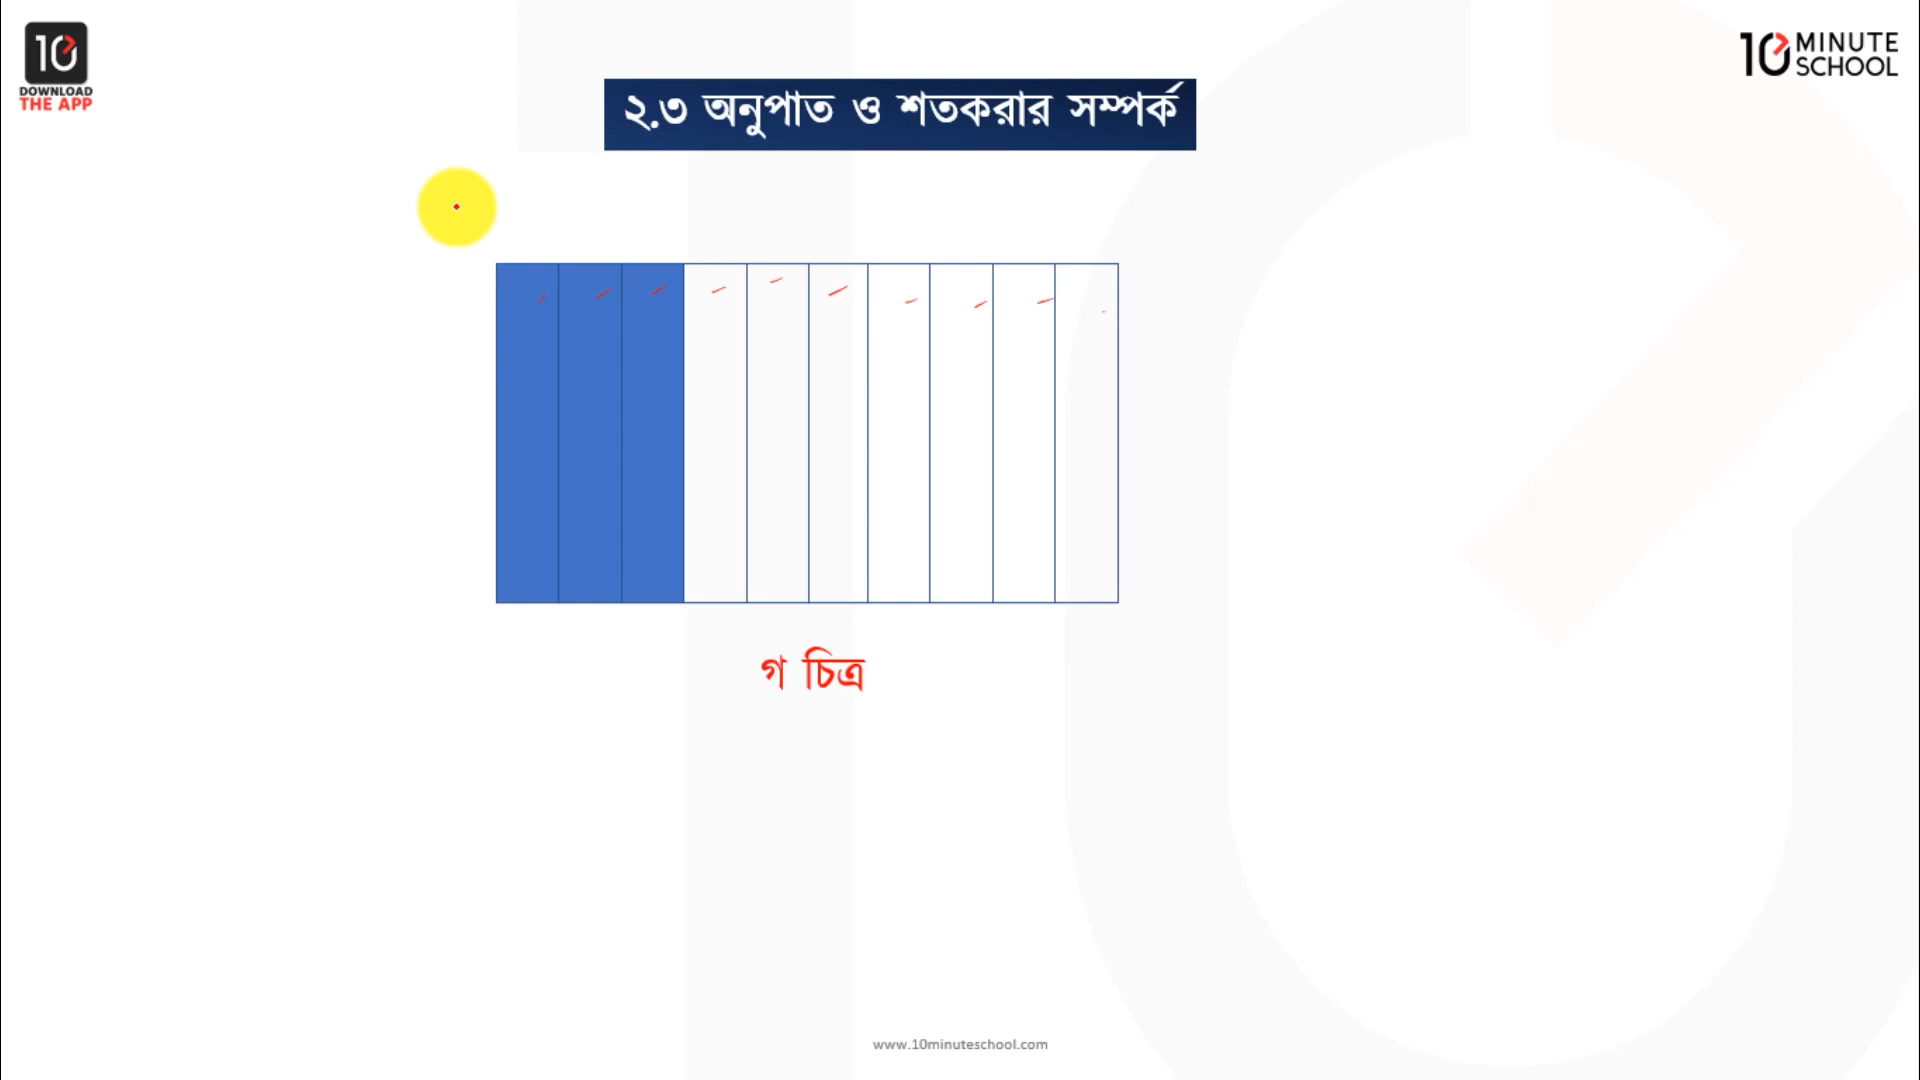 10
DOWNLOAD
THE APP
10 MINUTE
SCHOOL
২.৩ অনুপাত ও শতকরার সম্পর্ক
গ চিত্র
www.10minuteschool.com